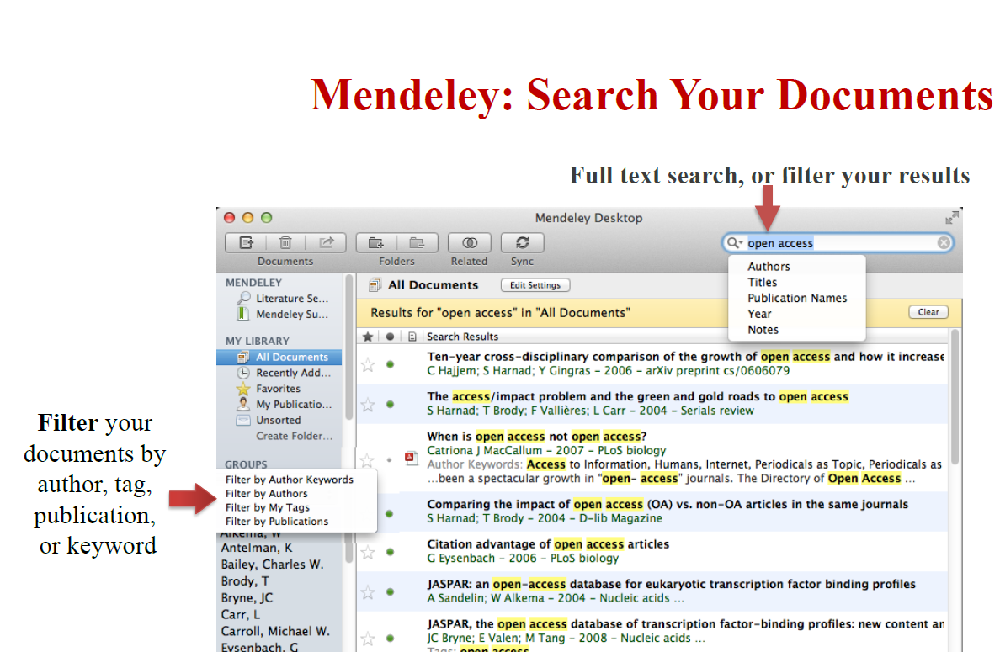 Mendeley: Search Your Documents
Full text search, or filter your results
Mendeley Desktop
open access
Documents
Folders
Related
Sync
Authors
Titles
Publication Names
Year
Notes
MENDELEY
Literature Se...
Mendeley Su...
MY LIBRARY
All Documents
Recently Add...
Favorites
My Publicatio...
Unsorted
Create Folder...
GROUPS
Filter by Author Keywords
Filter by Authors
Filter by My Tags
Filter by Publications
Alkema, W
Antelman, K
Bailey, Charles W.
Brody, T
Bryne, JC
Carr, L
Carroll, Michael W.
Eysenbach, G
Filter your
documents by
author, tag,
publication,
or keyword
All Documents
Edit Settings
Results for "open access" in "All Documents"
Clear
Search Results
Ten-year cross-disciplinary comparison of the growth of open access and how it increase
C Hajjem; S Harnad; Y Gingras - 2006 - arXiv preprint cs/0606079
The access/impact problem and the green and gold roads to open access
S Harnad; T Brody; F Vallières; L Carr - 2004 - Serials review
When is open access not open access?
Catriona J MacCallum - 2007 - PLoS biology
Author Keywords: Access to Information, Humans, Internet, Periodicals as Topic, Periodicals as
...been a spectacular growth in "open- access" journals. The Directory of Open Access ...
Comparing the impact of open access (OA) vs. non-OA articles in the same journals
S Harnad; T Brody - 2004 - D-lib Magazine
Citation advantage of open access articles
G Eysenbach - 2006 - PLoS biology
JASPAR: an open-access database for eukaryotic transcription factor binding profiles
A Sandelin; W Alkema - 2004 - Nucleic acids ...
JASPAR, the open access database of transcription factor-binding profiles: new content an
JC Bryne; E Valen; M Tang - 2008 - Nucleic acids ...
Tags: open access